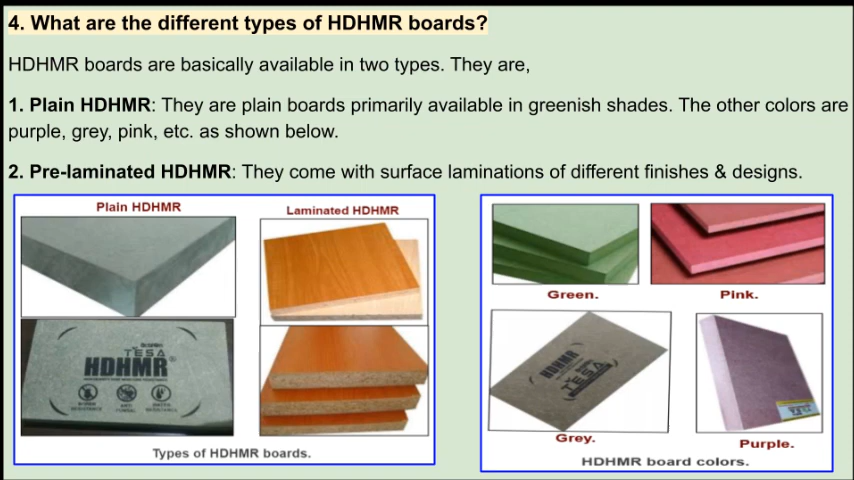 4. What are the different types of HDHMR boards?
HDHMR boards are basically available in two types. They are,
1. Plain HDHMR: They are plain boards primarily available in greenish shades. The other colors are
purple, grey, pink, etc. as shown below.
2. Pre-laminated HDHMR: They come with surface laminations of different finishes & designs.
Plain HDHMR
Laminated HDHMR
TESA
HDHMR®
Types of HDHMR boards.
Green.
Pink.
HDHMR
TESA
Grey.
Purple.
HDHMR board colors.